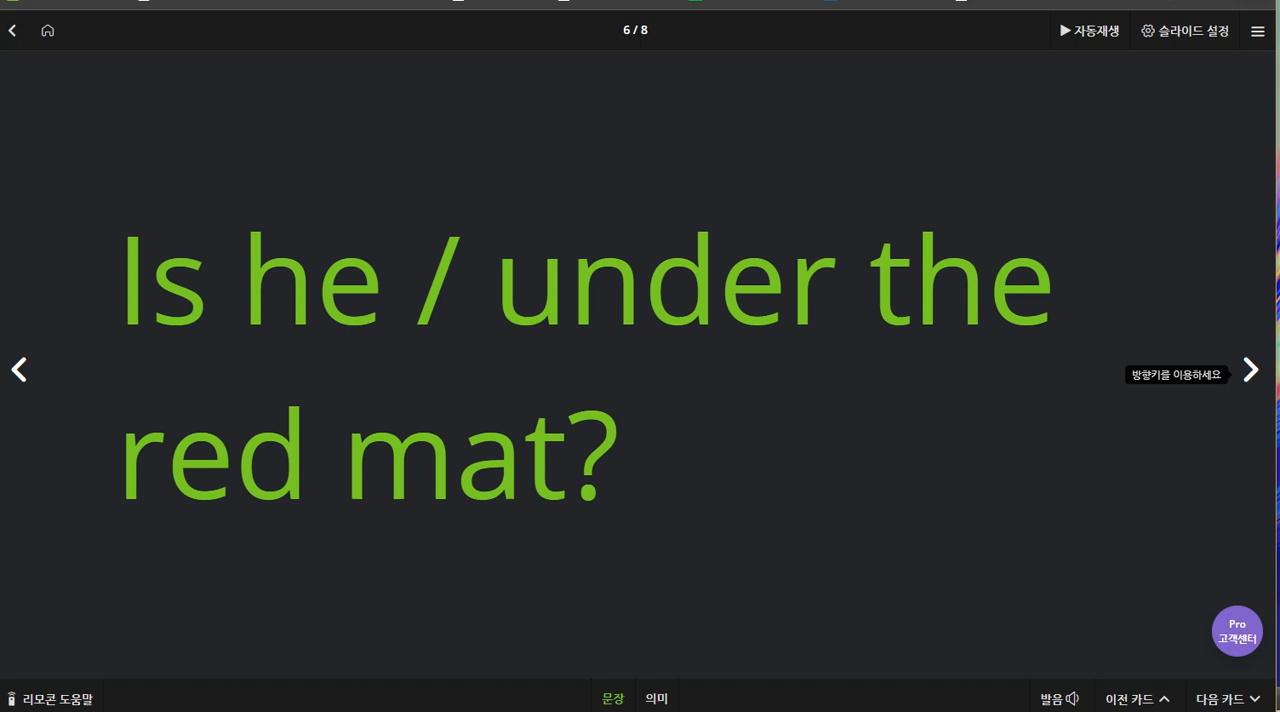 6 / 8
자동재생
슬라이드 설정
Is he / under the
red mat?
방향키를 이용하세요
Pro
고객센터
리모콘 도움말
문장
의미
발음
이전 카드
다음 카드